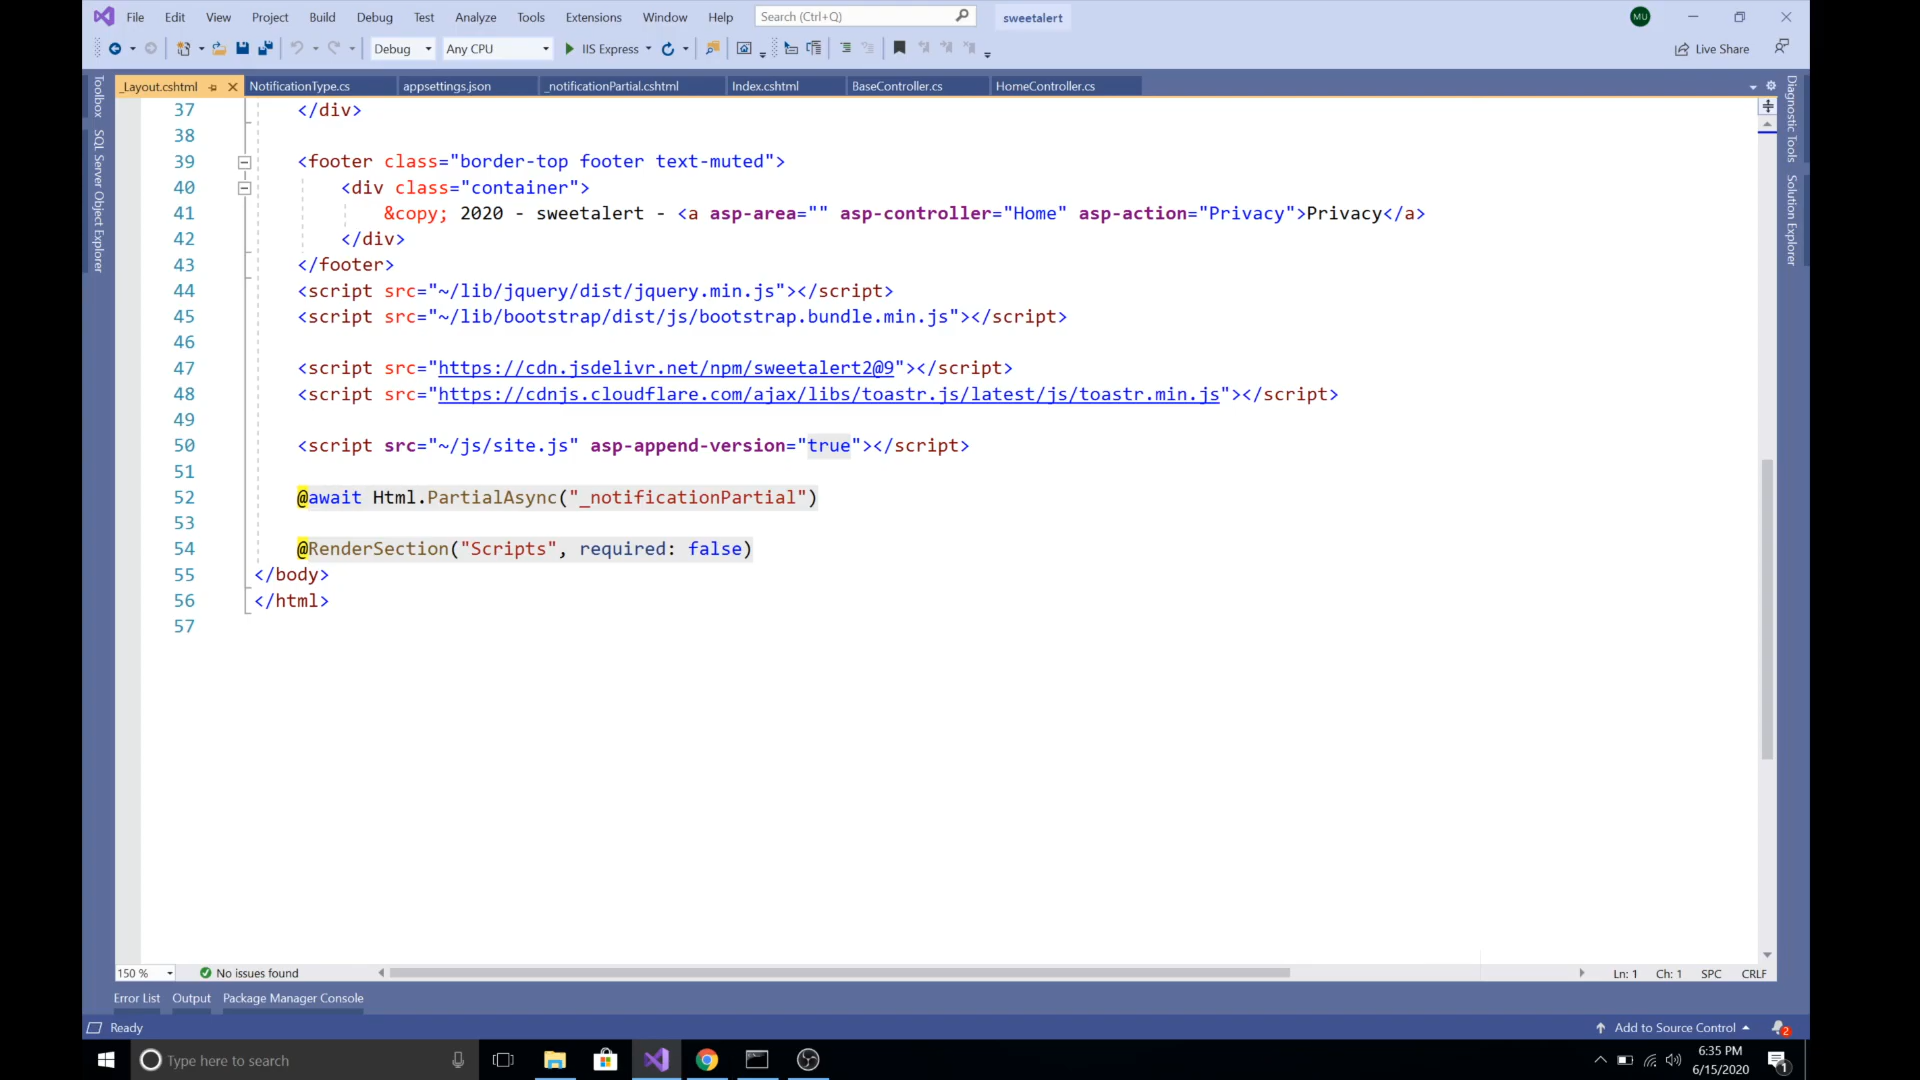 File Edit View Project Build Debug Test Analyze Tools Extensions Window Help Search (Ctrl+Q) sweetalert MU
Debug Any CPU IIS Express Live Share
_Layout.cshtml NotificationType.cs appsettings.json _notificationPartial.cshtml Index.cshtml BaseController.cs HomeController.cs
Toolbox
SQL Server Object Explorer
Diagnostic Tools
Solution Explorer
37 </div>
38
39 <footer class="border-top footer text-muted">
40 <div class="container">
41 &copy; 2020 - sweetalert - <a asp-area="" asp-controller="Home" asp-action="Privacy">Privacy</a>
42 </div>
43 </footer>
44 <script src="~/lib/jquery/dist/jquery.min.js"></script>
45 <script src="~/lib/bootstrap/dist/js/bootstrap.bundle.min.js"></script>
46
47 <script src="https://cdn.jsdelivr.net/npm/sweetalert2@9"></script>
48 <script src="https://cdnjs.cloudflare.com/ajax/libs/toastr.js/latest/js/toastr.min.js"></script>
49
50 <script src="~/js/site.js" asp-append-version="true"></script>
51
52 @await Html.PartialAsync("_notificationPartial")
53
54 @RenderSection("Scripts", required: false)
55 </body>
56 </html>
57
150 % No issues found Ln: 1 Ch: 1 SPC CRLF
Error List Output Package Manager Console
Ready Add to Source Control 2
Type here to search 6:35 PM
6/15/2020 1